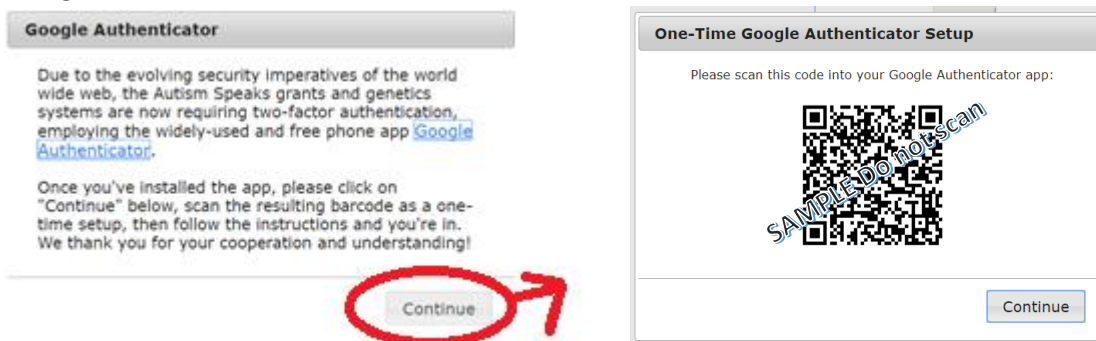 Google Authenticator
Due to the evolving security imperatives of the world
wide web, the Autism Speaks grants and genetics
systems are now requiring two-factor authentication,
employing the widely-used and free phone app Google
Authenticator.
Once you've installed the app, please click on
"Continue" below, scan the resulting barcode as a one-
time setup, then follow the instructions and you're in.
We thank you for your cooperation and understanding!
Continue
One-Time Google Authenticator Setup
Please scan this code into your Google Authenticator app:
SAMPLE Do not scan
Continue